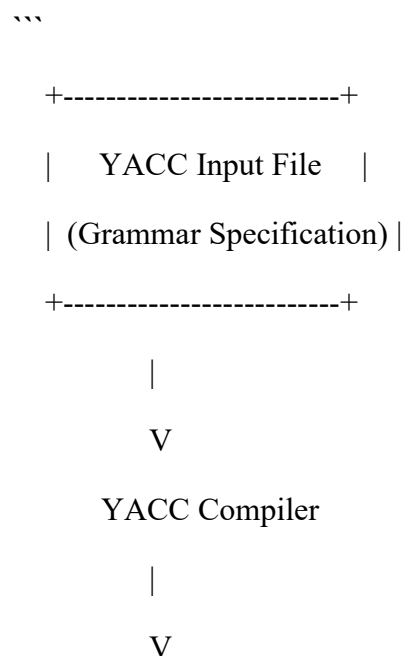 ```
+--------------------------+
|      YACC Input File     |
|  (Grammar Specification) |
+--------------------------+
|
V
YACC Compiler
|
V